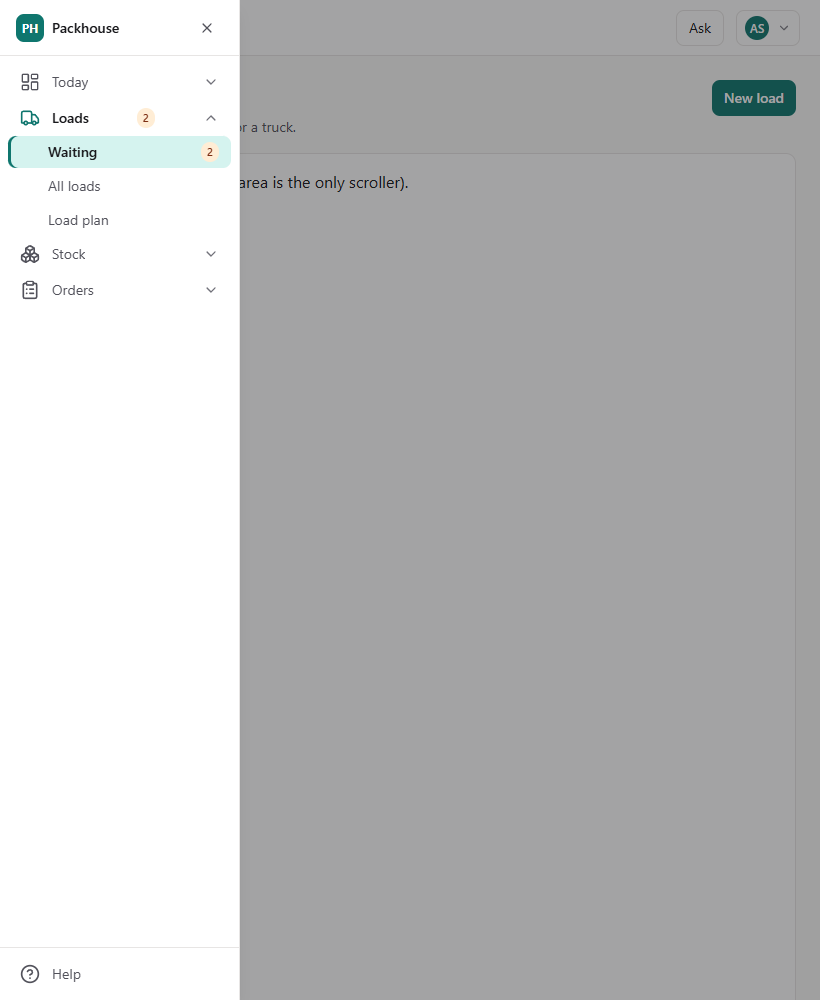 PH Packhouse
Ask
AS
Today
Loads 2
Waiting 2
All loads
Load plan
Stock
Orders
Help
New load
a truck.
area is the only scroller).